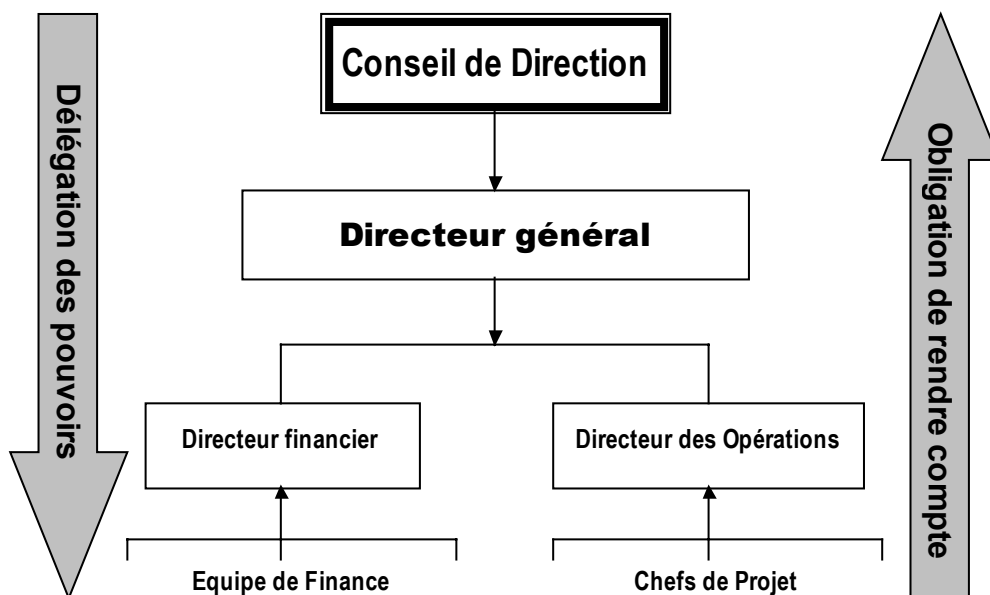 Conseil de Direction
Délégation des pouvoirs
Obligation de rendre compte
Directeur général
Directeur financier
Directeur des Opérations
Equipe de Finance
Chefs de Projet